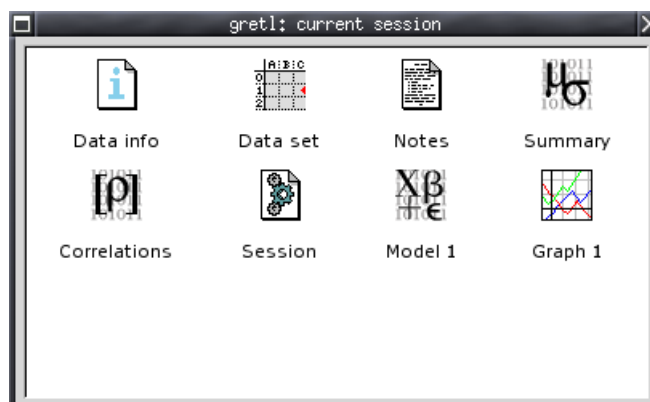 gretl: current session
Data info Data set Notes Summary
Correlations Session Model 1 Graph 1